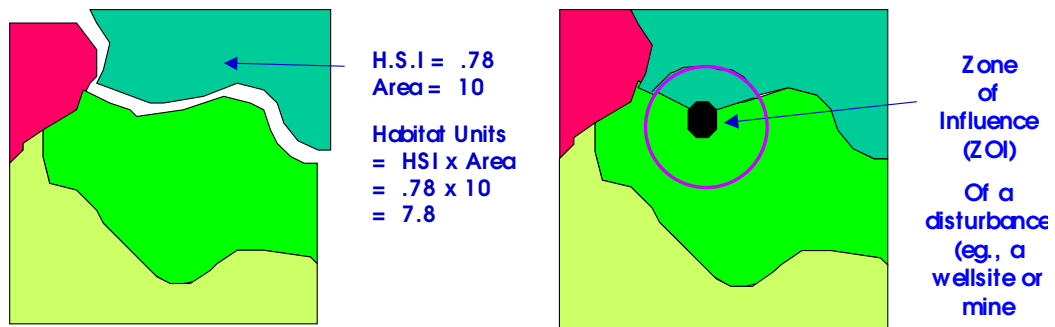 H.S.I = .78
Area = 10
Habitat Units
= HSI x Area
= .78 x 10
= 7.8
Zone
of
Influence
(ZOI)
Of a
disturbance
(eg., a
wellsite or
mine